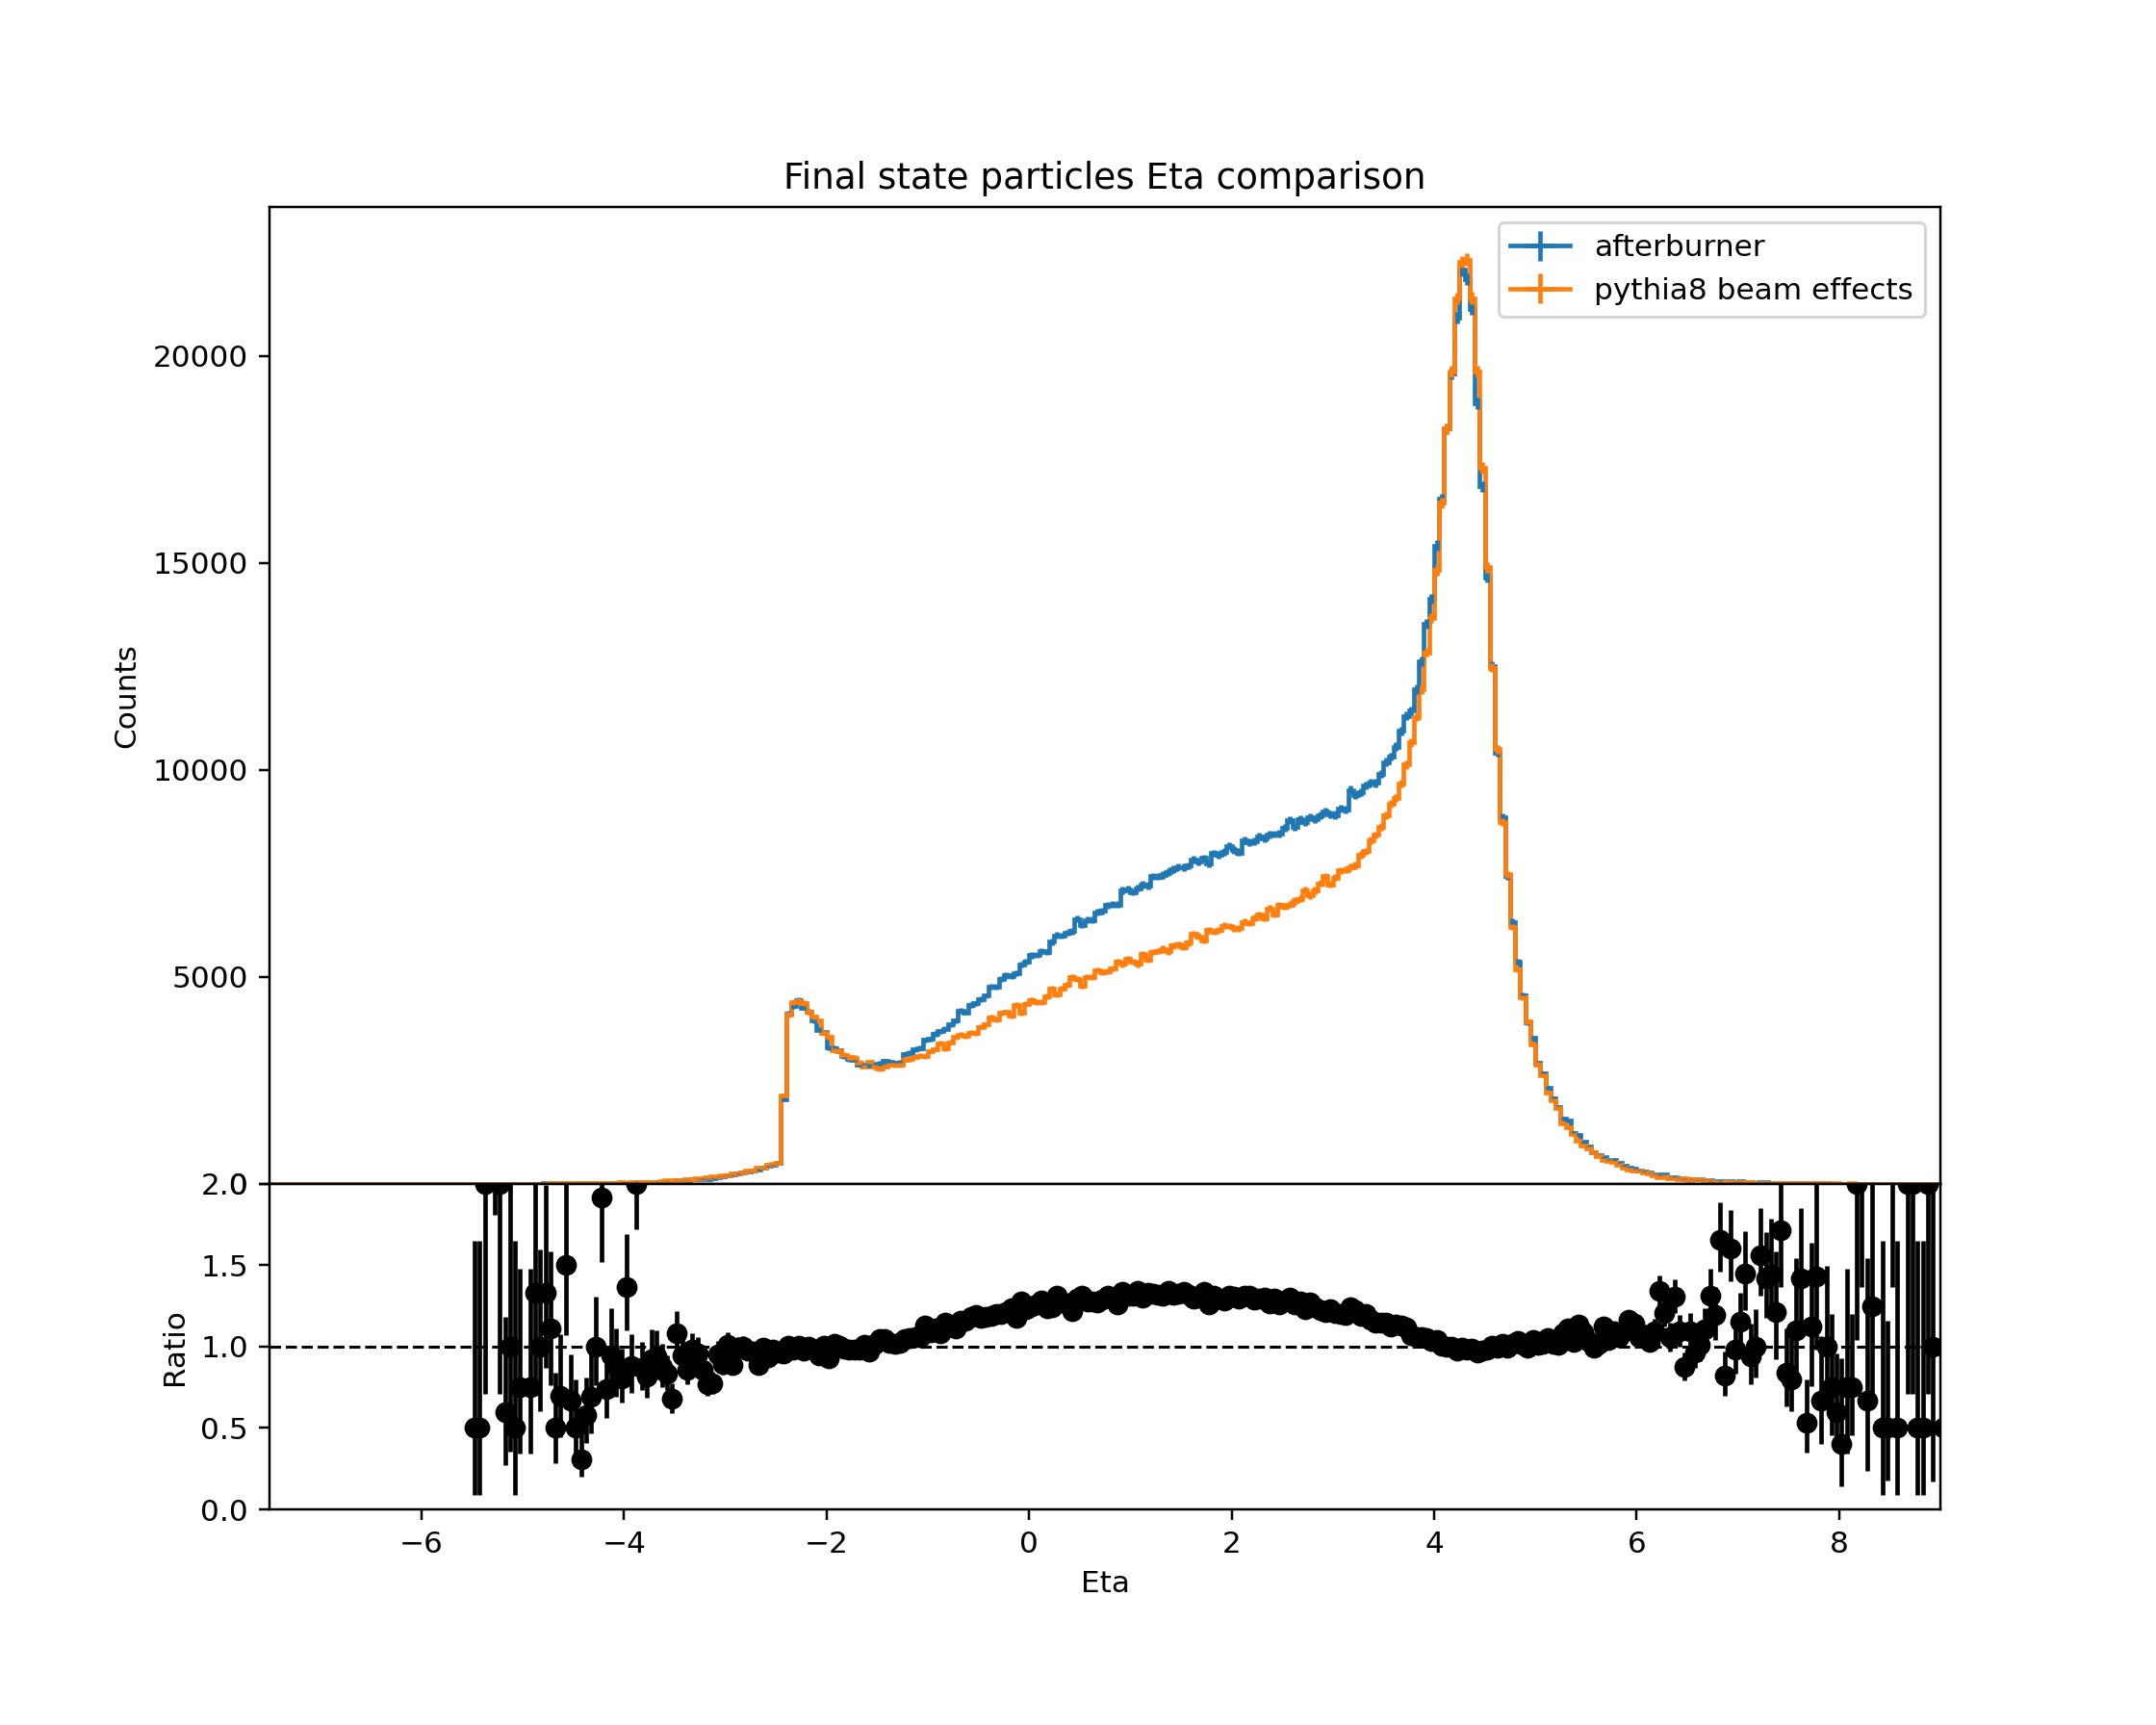 Final state particles Eta comparison
afterburner
pythia8 beam effects
Counts
20000
15000
10000
5000
2.0
1.5
1.0
0.5
0.0
Ratio
−6 −4 −2 0 2 4 6 8
Eta